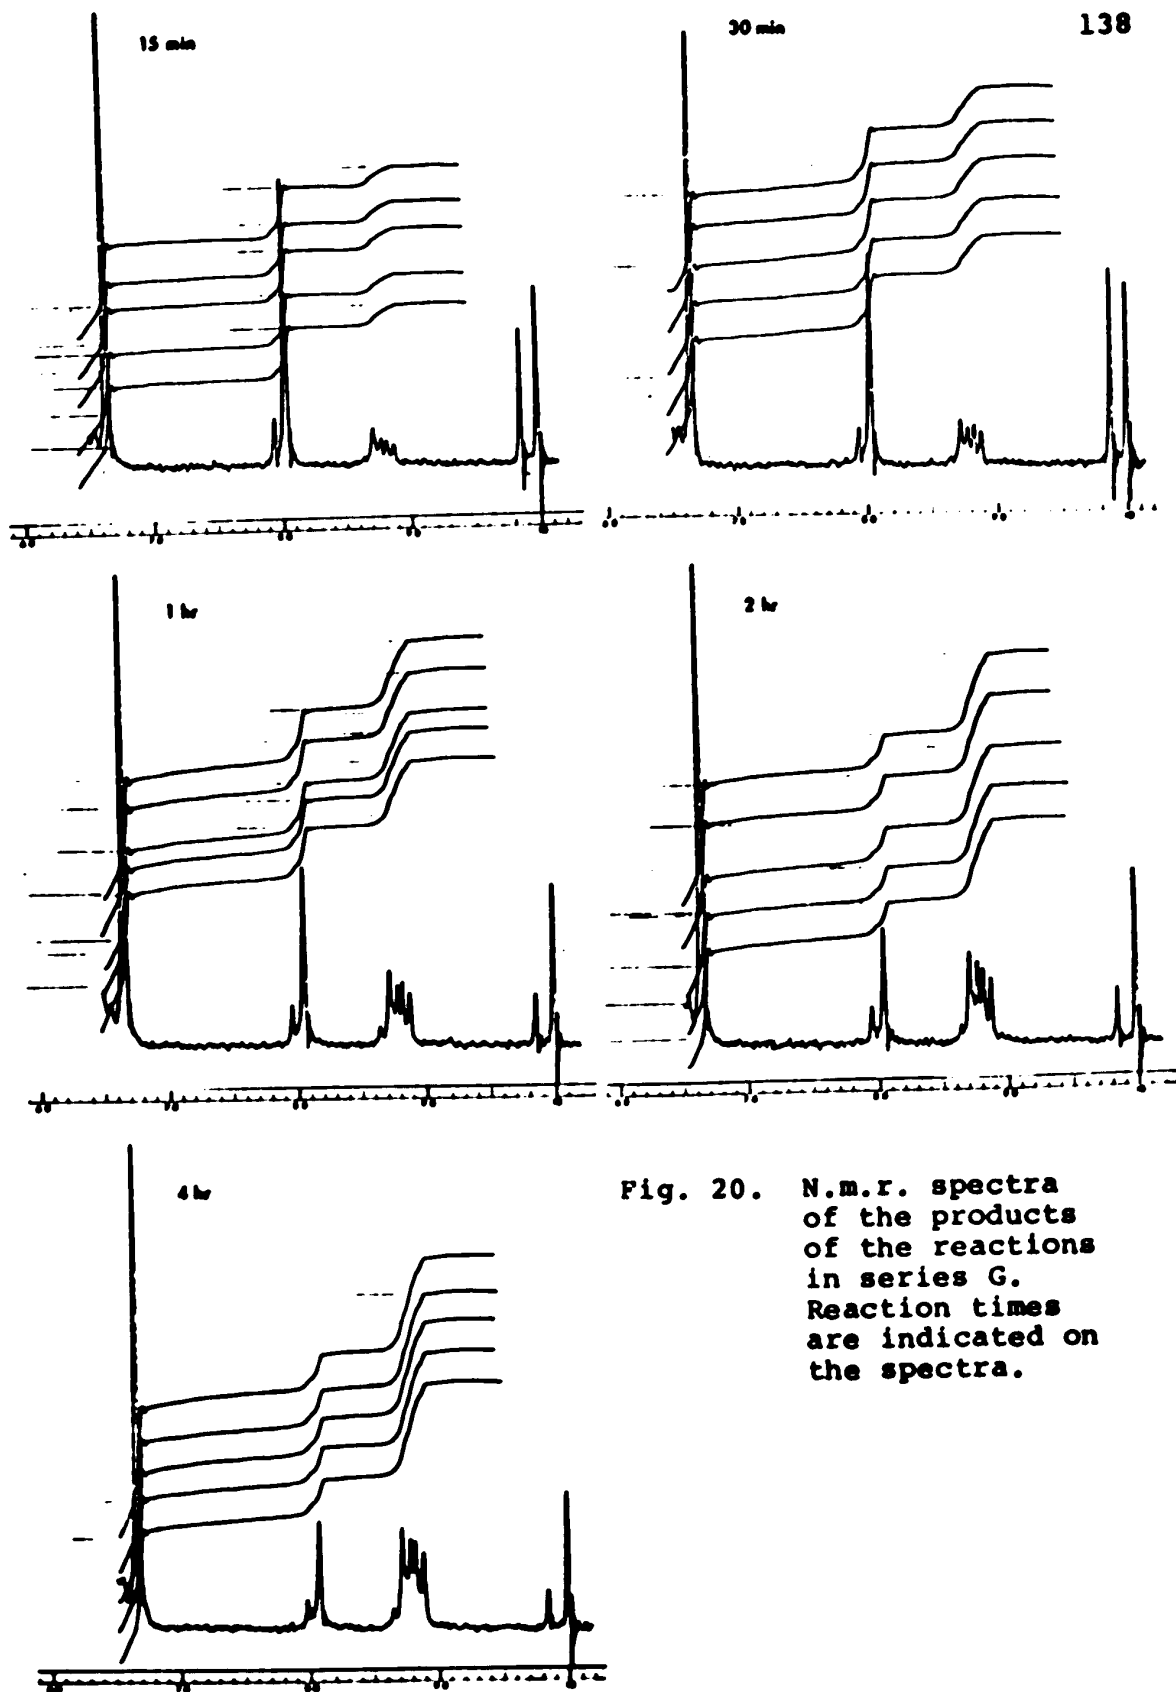 138
15 min
30 min
1 hr
2 hr
4 hr
Fig. 20. N.m.r. spectra
of the products
of the reactions
in series G.
Reaction times
are indicated on
the spectra.